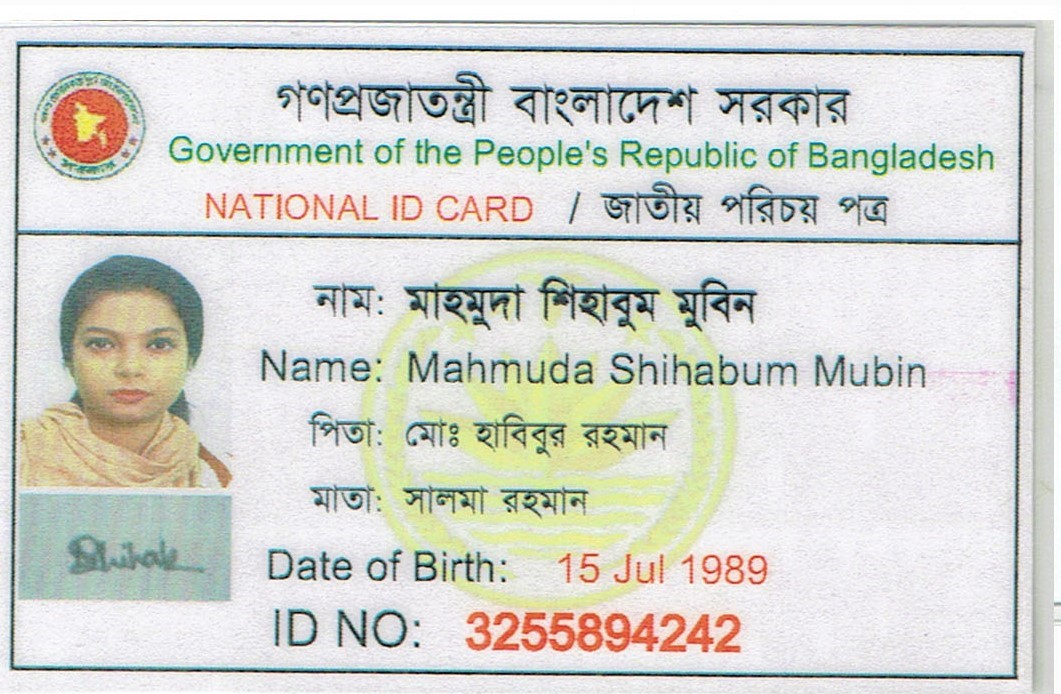 গণপ্রজাতন্ত্রী বাংলাদেশ সরকার
Government of the People's Republic of Bangladesh
NATIONAL ID CARD / জাতীয় পরিচয় পত্র
নাম: মাহমুদা শিহাবুম মুবিন
Name: Mahmuda Shihabum Mubin
পিতা: মোঃ হাবিবুর রহমান
মাতা: সালমা রহমান
Date of Birth: 15 Jul 1989
ID NO: 3255894242